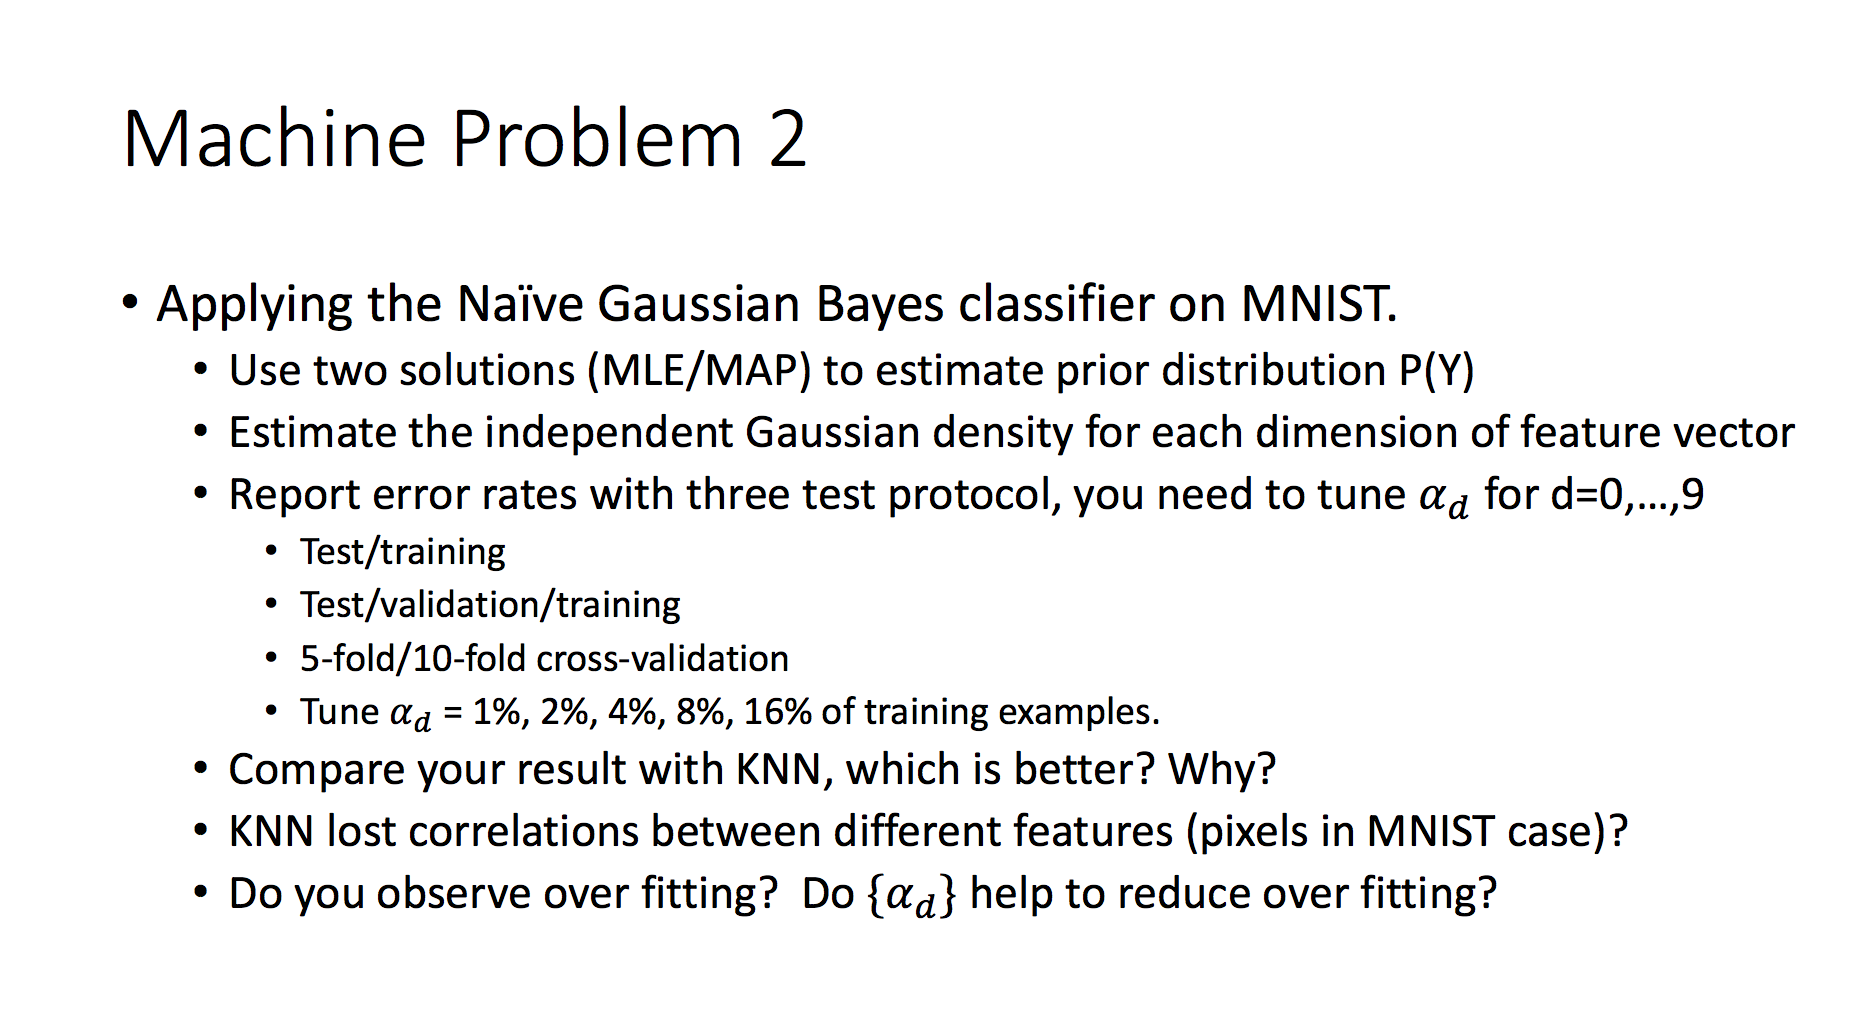 Machine Problem 2
• Applying the Naïve Gaussian Bayes classifier on MNIST.
• Use two solutions (MLE/MAP) to estimate prior distribution P(Y)
• Estimate the independent Gaussian density for each dimension of feature vector
• Report error rates with three test protocol, you need to tune α_d for d=0,...,9
• Test/training
• Test/validation/training
• 5-fold/10-fold cross-validation
• Tune α_d = 1%, 2%, 4%, 8%, 16% of training examples.
• Compare your result with KNN, which is better? Why?
• KNN lost correlations between different features (pixels in MNIST case)?
• Do you observe over fitting?  Do {α_d} help to reduce over fitting?